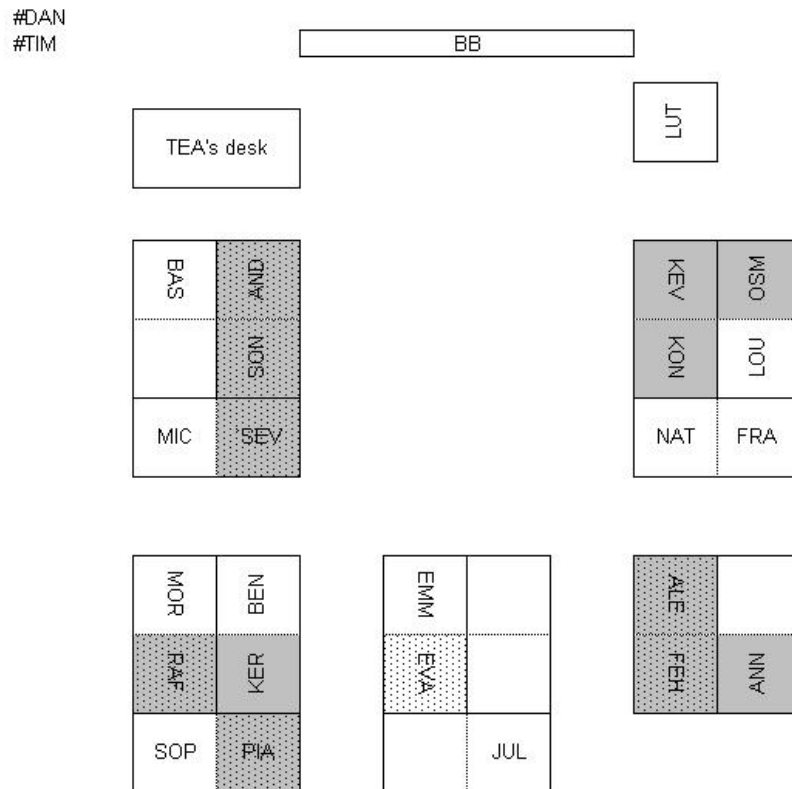 #DAN
#TIM
BB
LUT
TEA's desk
BAS AND
SON
MIC SEV
KEV OSM
KON LOU
NAT FRA
MOR BEN
RAF KER
SOP PIA
EMM
EVA
JUL
ALE
FEH ANN